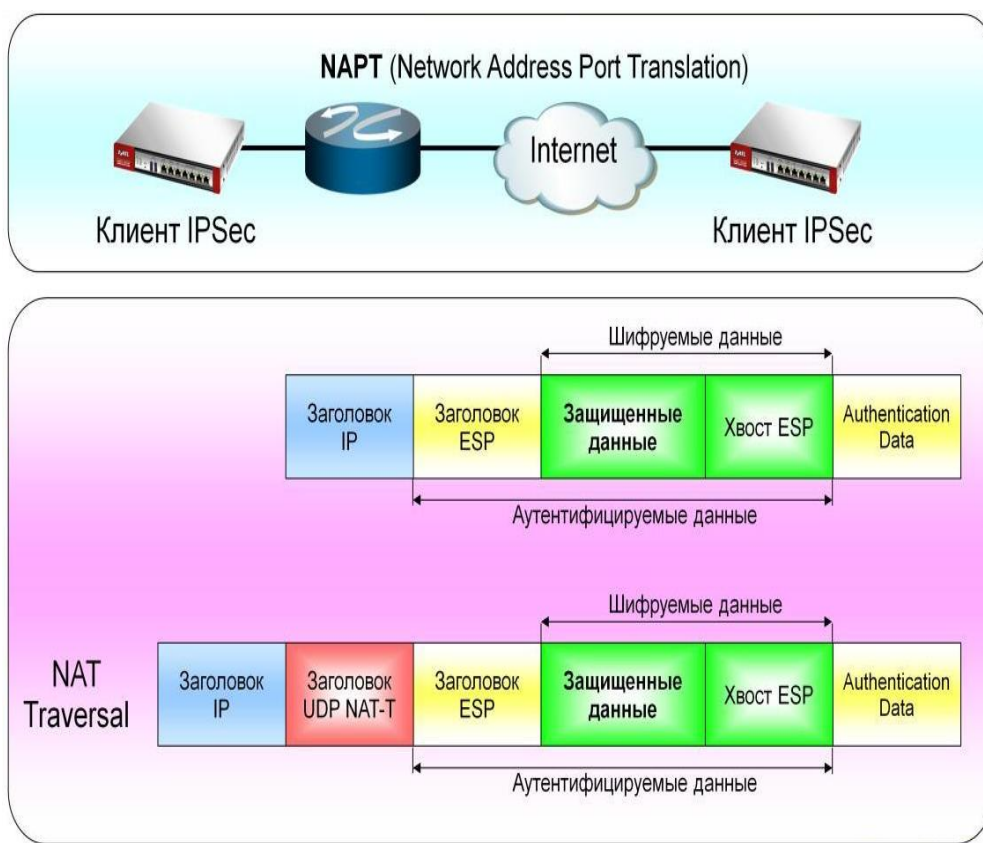 NAPT (Network Address Port Translation)
Internet
Клиент IPSec
Клиент IPSec
Шифруемые данные
Заголовок
IP
Заголовок
ESP
Защищенные
данные
Хвост ESP
Authentication
Data
Аутентифицируемые данные
NAT
Traversal
Шифруемые данные
Заголовок
IP
Заголовок
UDP NAT-T
Заголовок
ESP
Защищенные
данные
Хвост ESP
Authentication
Data
Аутентифицируемые данные